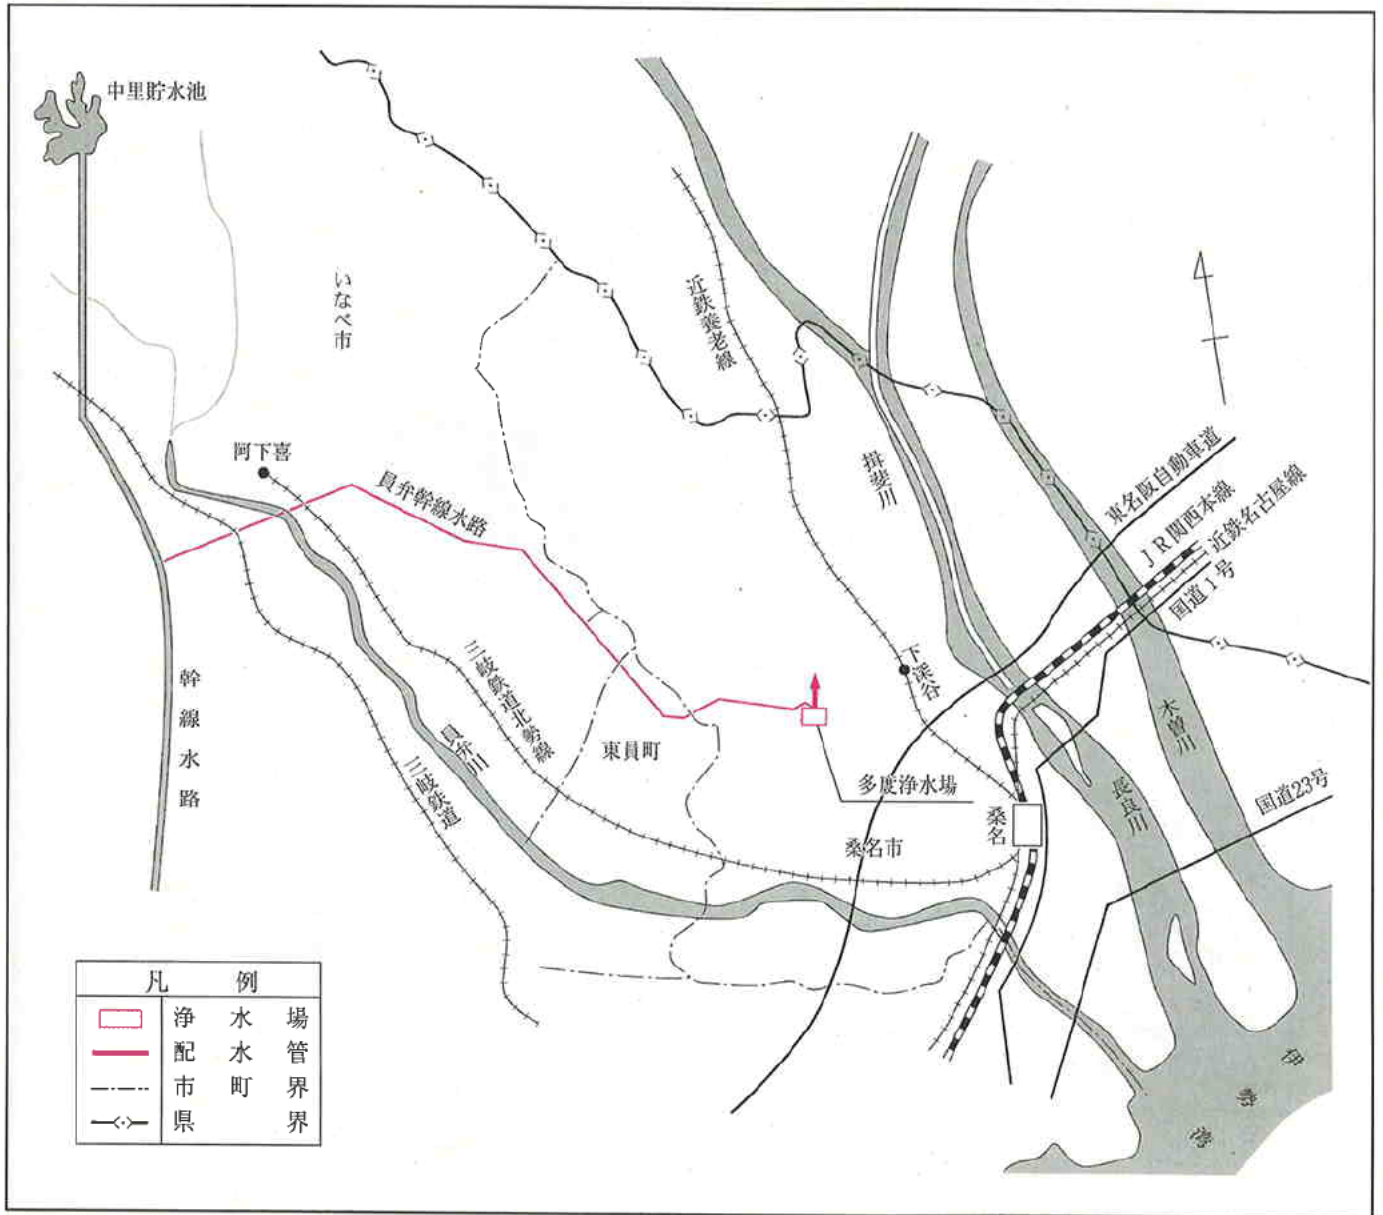 中里貯水池
いなべ市
近鉄養老線
阿下喜
員弁幹線水路
揖斐川
東名阪自動車道
JR関西本線
近鉄名古屋線
国道1号
幹線水路
三岐鉄道北勢線
員弁川
三岐鉄道
東員町
下深谷
木曽川
多度浄水場
長良川
国道23号
桑名
桑名市
伊勢湾
凡例
浄水場
配水管
市町界
県界